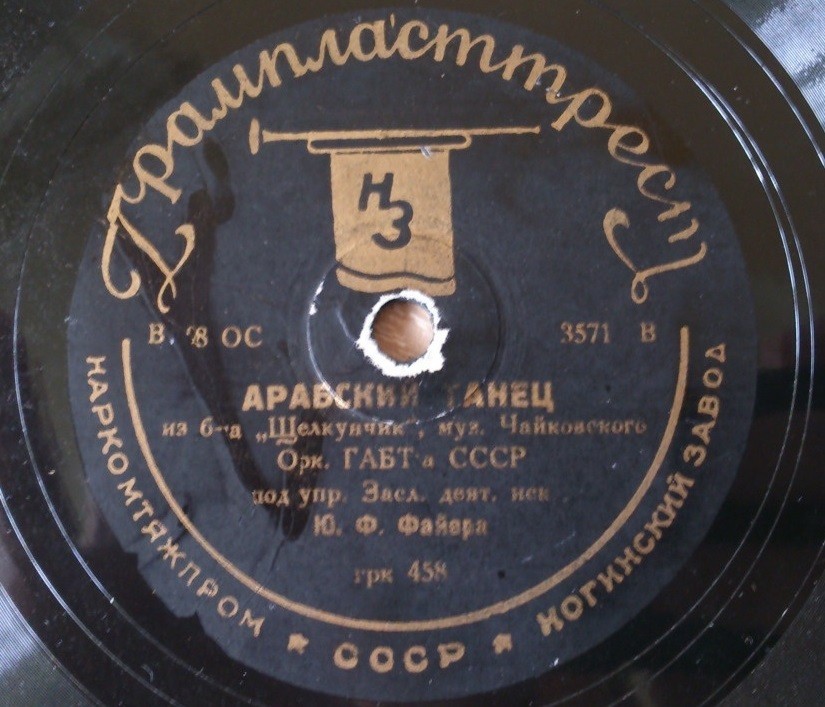 Грампласттрест
НЗ
В ОС
3571 В
АРАБСКИЙ ТАНЕЦ
из б-а „Щелкунчик", муз. Чайковского
Орк. ГАБТ а СССР
под упр. Засл. деят. иск
Ю. Ф. Файера
грк 458
НАРКОМТЯЖПРОМ ★ СССР ★ НОГИНСКИЙ ЗАВОД